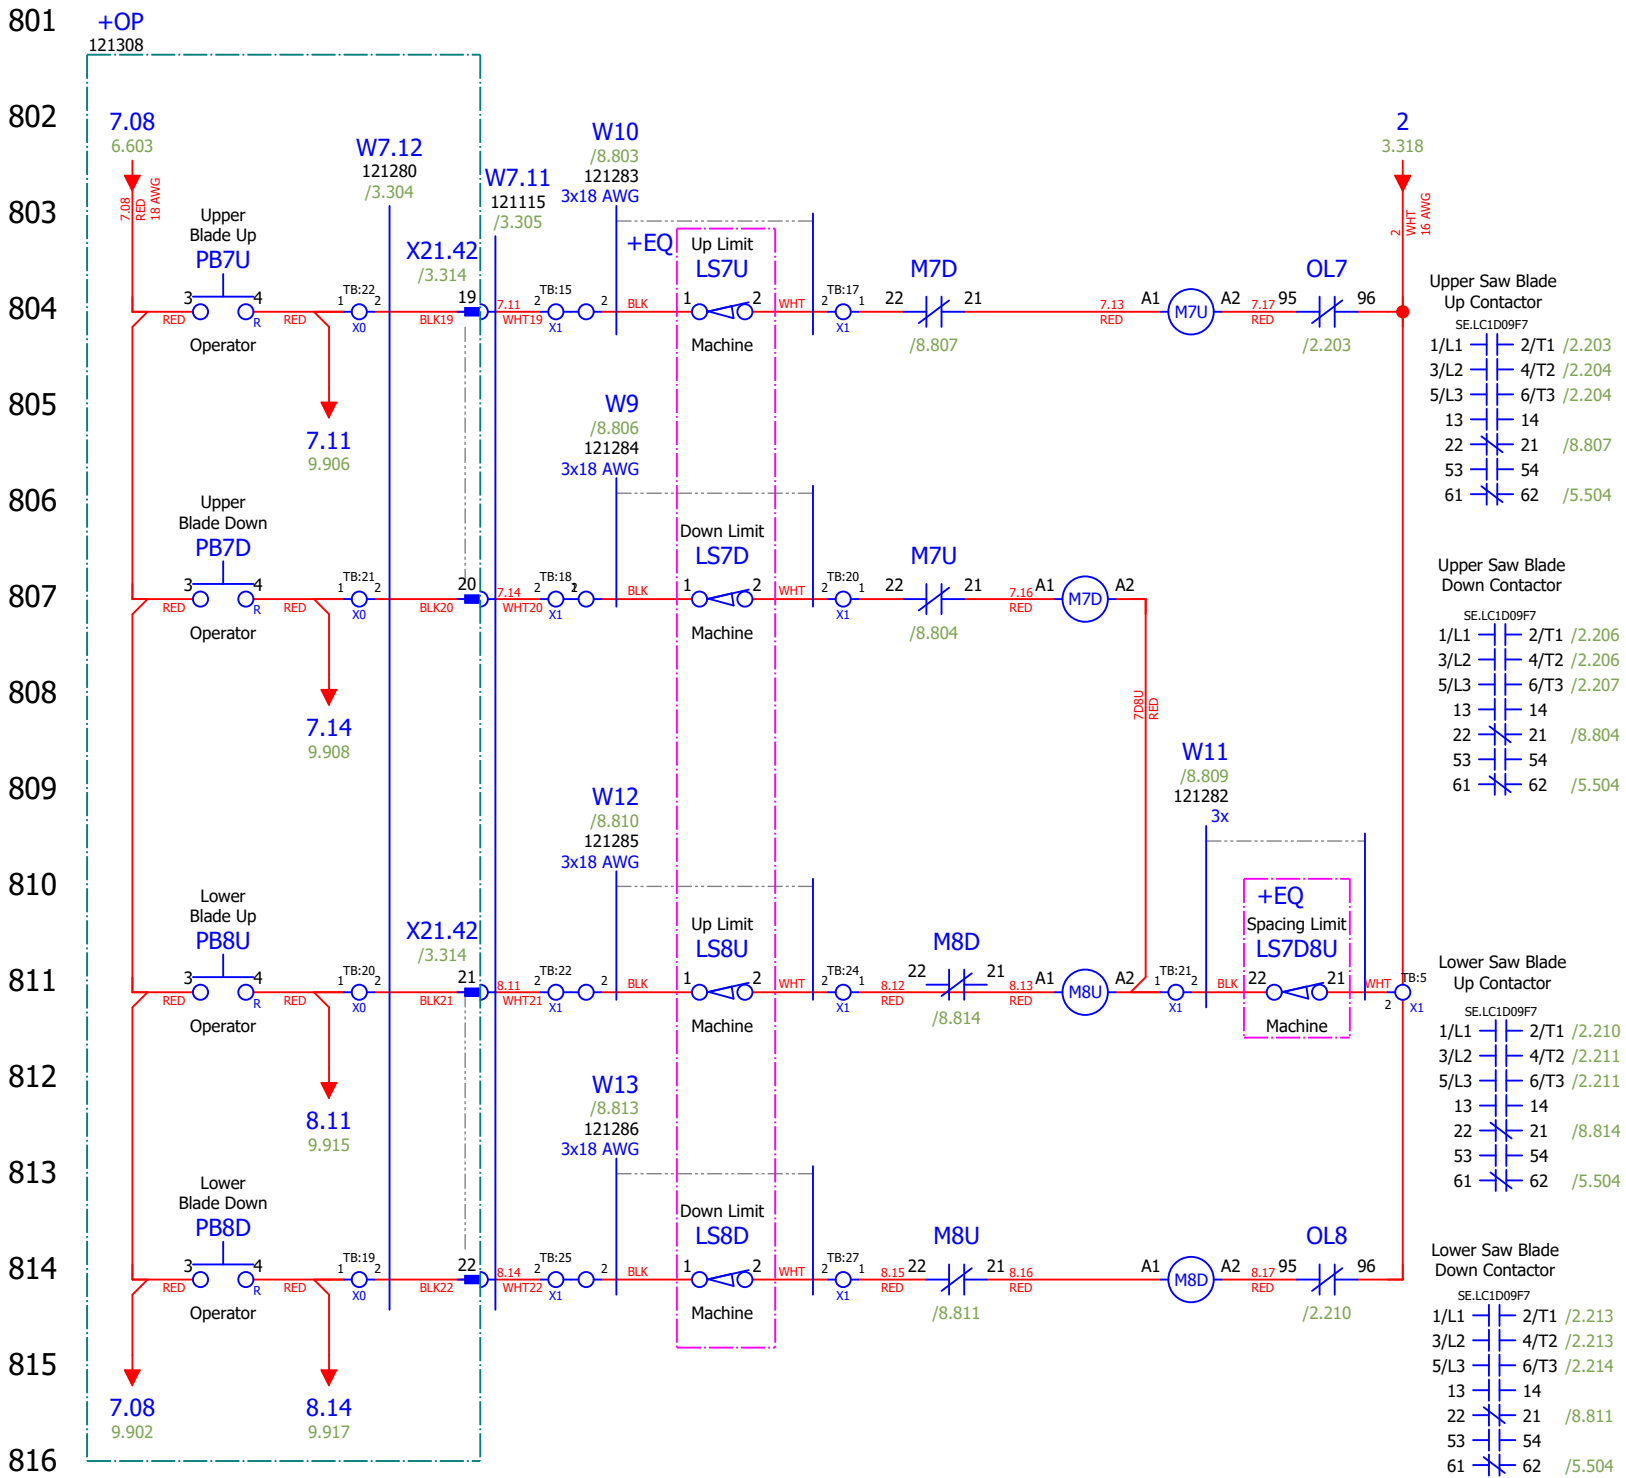 801
+OP
121308
802
7.08
6.603
W7.12
121280
/3.304
W7.11
121115
/3.305
W10
/8.803
121283
3x18 AWG
2
3.318
803
7.08
RED
18 AWG
2
WHT
16 AWG
Upper
Blade Up
PB7U
X21.42
/3.314
+EQ
Up Limit
LS7U
M7D
OL7
804
3
4
R
RED
RED
Operator
1
TB:22
2
X0
BLK19
19
7.11
WHT19
2
TB:15
X1
2
BLK
1
2
WHT
Machine
2
TB:17
1
X1
22
21
/8.807
7.13
RED
A1
M7U
A2
7.17
RED
95
96
/2.203
Upper Saw Blade
Up Contactor
SE.LC1D09F7
1/L1 2/T1 /2.203
3/L2 4/T2 /2.204
5/L3 6/T3 /2.204
13 14
22 21 /8.807
53 54
61 62 /5.504
805
7.11
9.906
W9
/8.806
121284
3x18 AWG
806
Upper
Blade Down
PB7D
Down Limit
LS7D
M7U
807
3
4
R
RED
RED
Operator
1
TB:21
2
X0
BLK20
20
7.14
WHT20
2
TB:18
X1
2
BLK
1
2
WHT
Machine
2
TB:20
1
X1
22
21
/8.804
7.16
RED
A1
M7D
A2
Upper Saw Blade
Down Contactor
SE.LC1D09F7
1/L1 2/T1 /2.206
3/L2 4/T2 /2.206
5/L3 6/T3 /2.207
13 14
22 21 /8.804
53 54
61 62 /5.504
808
7.14
9.908
7D8U
RED
809
W12
/8.810
121285
3x18 AWG
W11
/8.809
121282
3x
810
Lower
Blade Up
PB8U
X21.42
/3.314
Up Limit
LS8U
M8D
+EQ
Spacing Limit
LS7D8U
811
3
4
R
RED
RED
Operator
1
TB:20
2
X0
BLK21
21
8.11
WHT21
2
TB:22
X1
2
BLK
1
2
WHT
Machine
2
TB:24
1
X1
8.12
RED
22
21
/8.814
8.13
RED
A1
M8U
A2
1
TB:21
2
X1
BLK
22
21
WHT
Machine
TB:5
2
X1
Lower Saw Blade
Up Contactor
SE.LC1D09F7
1/L1 2/T1 /2.210
3/L2 4/T2 /2.211
5/L3 6/T3 /2.211
13 14
22 21 /8.814
53 54
61 62 /5.504
812
8.11
9.915
W13
/8.813
121286
3x18 AWG
813
Lower
Blade Down
PB8D
Down Limit
LS8D
M8U
OL8
814
3
4
R
RED
RED
Operator
1
TB:19
2
X0
BLK22
22
8.14
WHT22
2
TB:25
X1
2
BLK
1
2
WHT
Machine
2
TB:27
1
X1
8.15
RED
22
21
/8.811
8.16
RED
A1
M8D
A2
8.17
RED
95
96
/2.210
Lower Saw Blade
Down Contactor
SE.LC1D09F7
1/L1 2/T1 /2.213
3/L2 4/T2 /2.213
5/L3 6/T3 /2.214
13 14
22 21 /8.811
53 54
61 62 /5.504
815
7.08
9.902
8.14
9.917
816